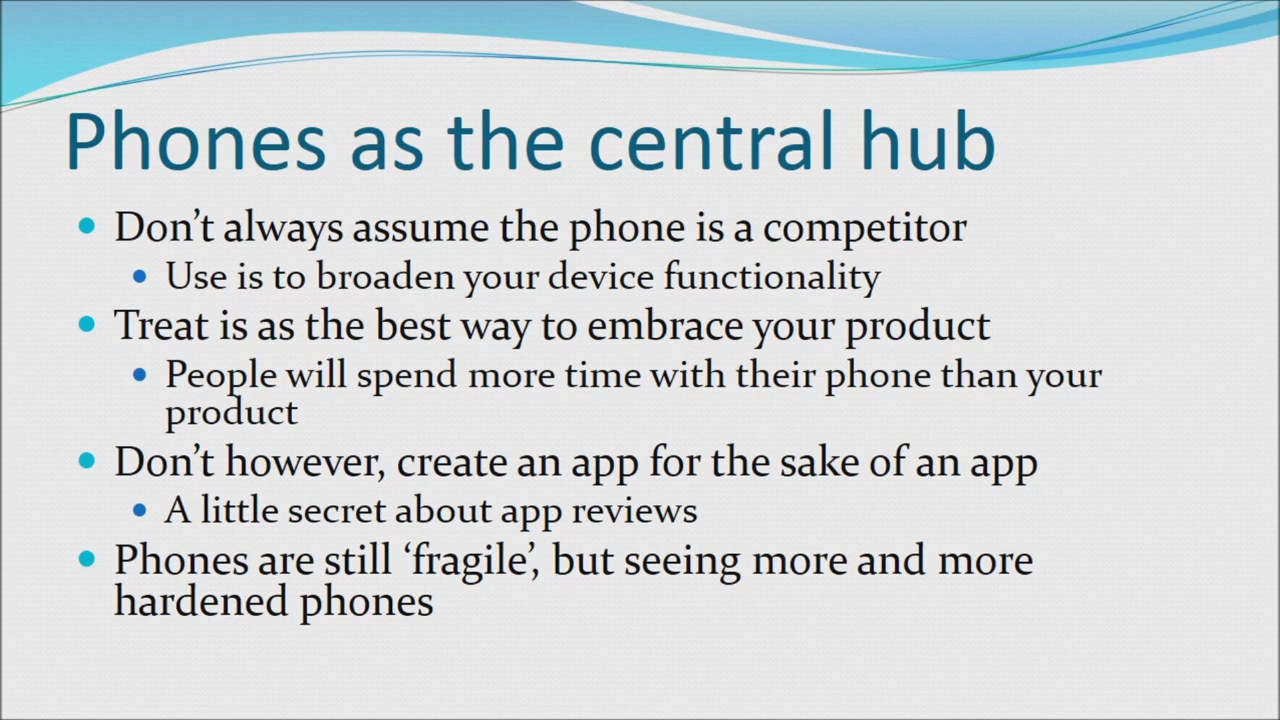 Phones as the central hub
Don’t always assume the phone is a competitor
Use is to broaden your device functionality
Treat is as the best way to embrace your product
People will spend more time with their phone than your
product
Don’t however, create an app for the sake of an app
A little secret about app reviews
Phones are still ‘fragile’, but seeing more and more
hardened phones